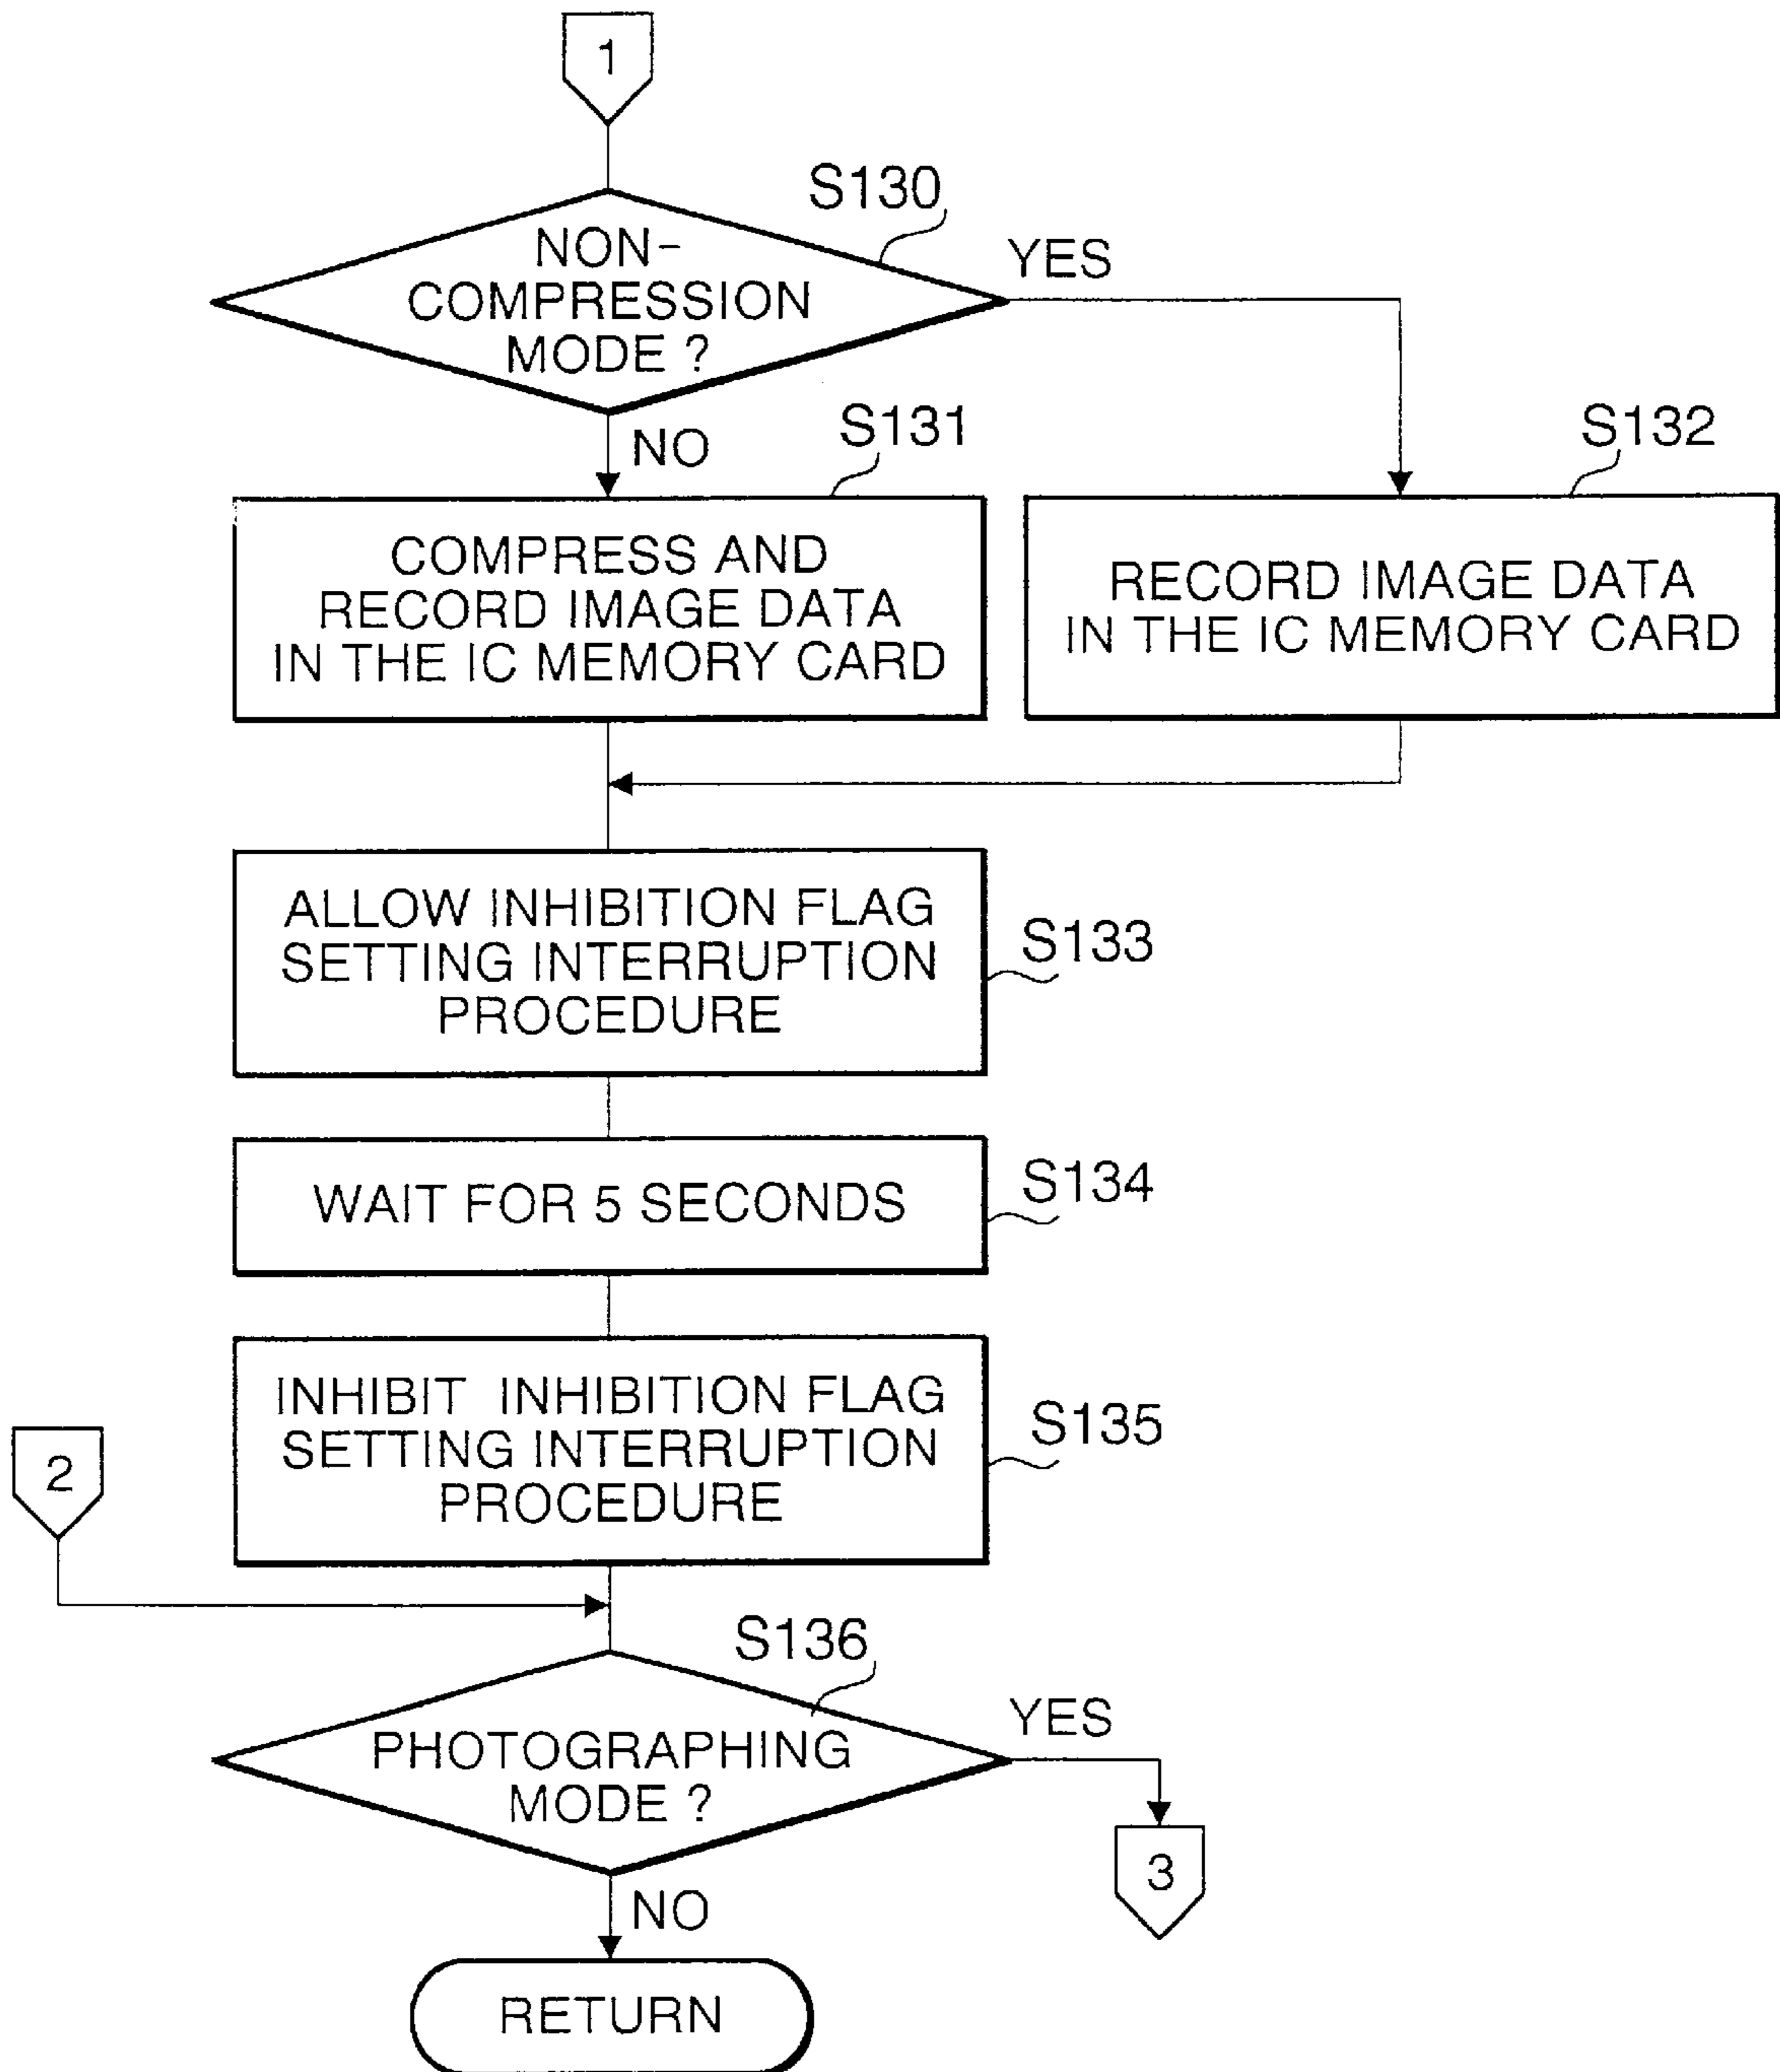 1
S130
NON-
COMPRESSION
MODE ?
YES
NO
S131
S132
COMPRESS AND
RECORD IMAGE DATA
IN THE IC MEMORY CARD
RECORD IMAGE DATA
IN THE IC MEMORY CARD
ALLOW INHIBITION FLAG
SETTING INTERRUPTION
PROCEDURE
S133
WAIT FOR 5 SECONDS
S134
INHIBIT INHIBITION FLAG
SETTING INTERRUPTION
PROCEDURE
S135
2
S136
PHOTOGRAPHING
MODE ?
YES
3
NO
RETURN